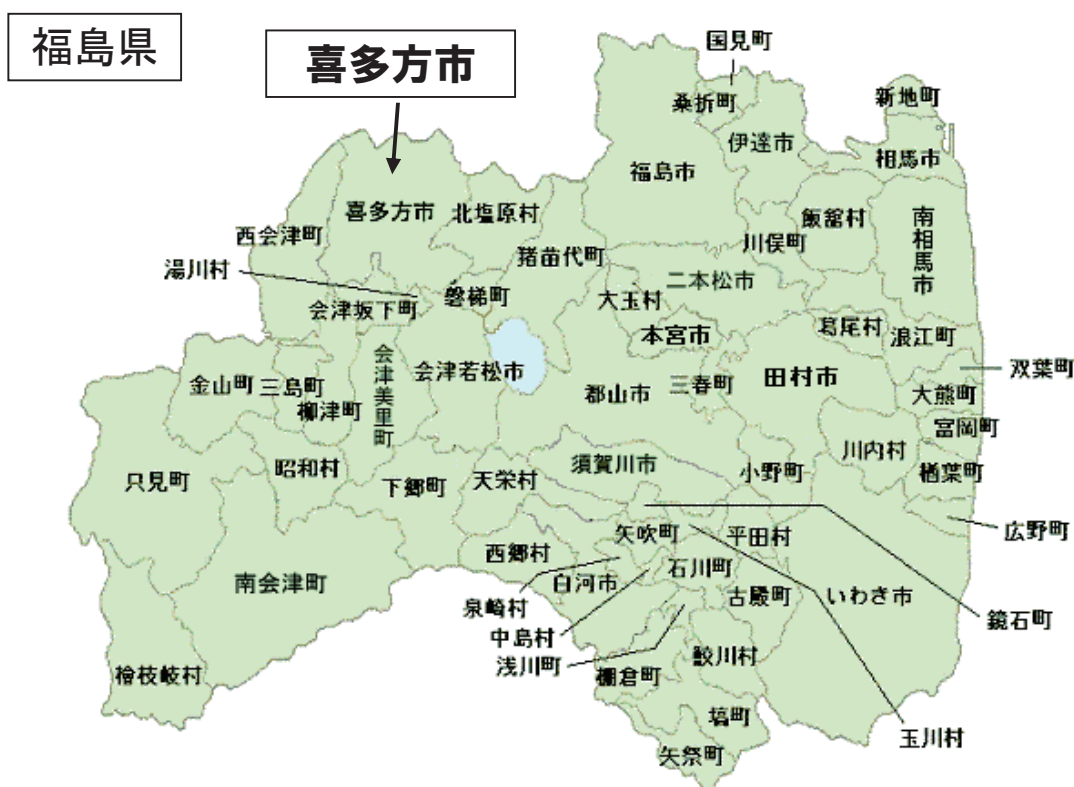 福島県
喜多方市
国見町
桑折町
新地町
伊達市
相馬市
福島市
喜多方市
北塩原村
飯舘村
南相馬市
西会津町
川俣町
猪苗代町
湯川村
二本松市
磐梯町
大玉村
会津坂下町
葛尾村
浪江町
本宮市
双葉町
会津若松市
会津美里町
三春町
田村市
金山町
三島町
郡山市
大熊町
柳津町
富岡町
川内村
須賀川市
昭和村
小野町
楢葉町
只見町
下郷町
天栄村
広野町
矢吹町
平田村
西郷村
石川町
白河市
南会津町
古殿町
いわき市
泉崎村
鏡石町
中島村
浅川町
鮫川村
檜枝岐村
棚倉町
塙町
玉川村
矢祭町